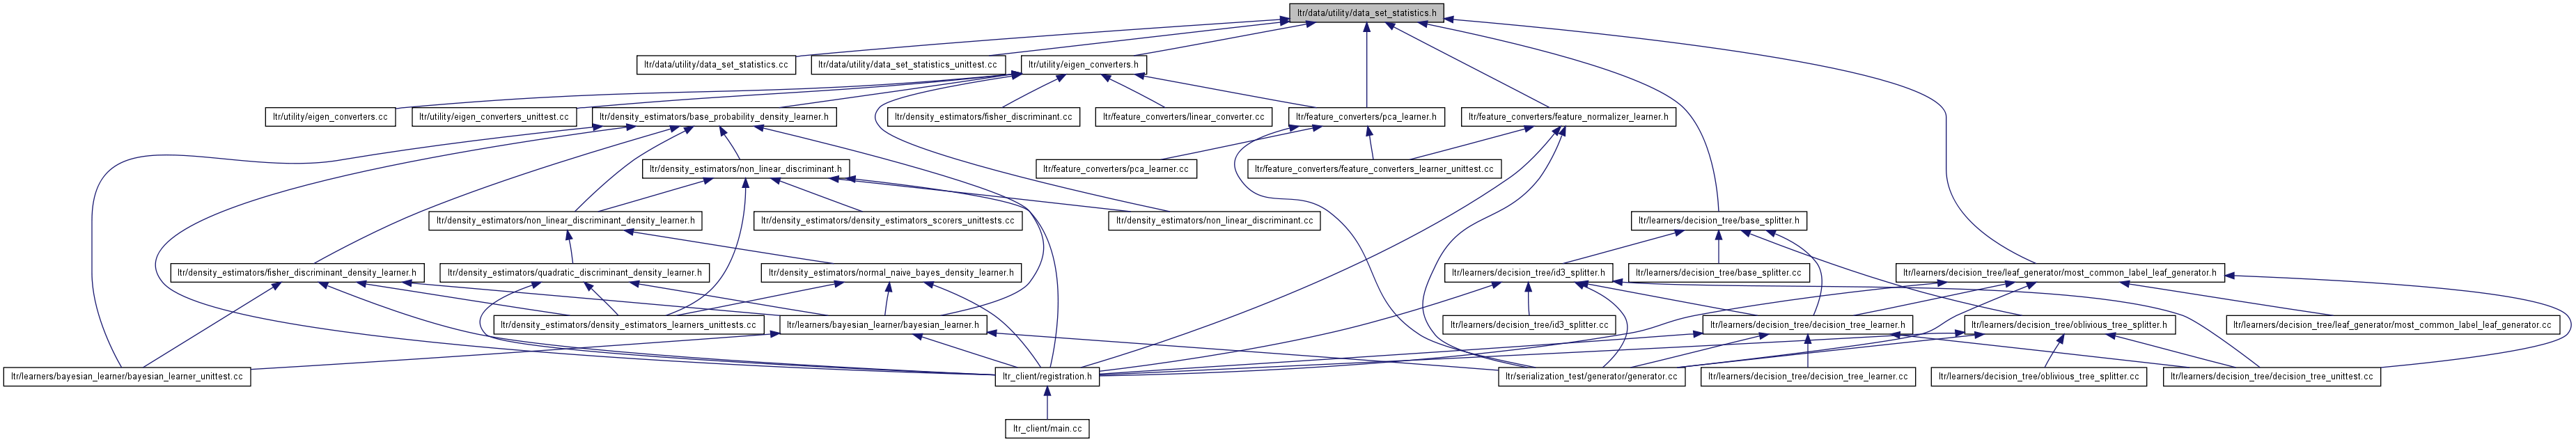 ltr/data/utility/data_set_statistics.h
ltr/data/utility/data_set_statistics.cc
ltr/data/utility/data_set_statistics_unittest.cc
ltr/utility/eigen_converters.h
ltr/utility/eigen_converters.cc
ltr/utility/eigen_converters_unittest.cc
ltr/density_estimators/base_probability_density_learner.h
ltr/density_estimators/fisher_discriminant.cc
ltr/feature_converters/linear_converter.cc
ltr/feature_converters/pca_learner.h
ltr/feature_converters/feature_normalizer_learner.h
ltr/density_estimators/non_linear_discriminant.h
ltr/feature_converters/pca_learner.cc
ltr/feature_converters/feature_converters_learner_unittest.cc
ltr/density_estimators/non_linear_discriminant_density_learner.h
ltr/density_estimators/density_estimators_scorers_unittests.cc
ltr/density_estimators/non_linear_discriminant.cc
ltr/learners/decision_tree/base_splitter.h
ltr/density_estimators/fisher_discriminant_density_learner.h
ltr/density_estimators/quadratic_discriminant_density_learner.h
ltr/density_estimators/normal_naive_bayes_density_learner.h
ltr/learners/decision_tree/id3_splitter.h
ltr/learners/decision_tree/base_splitter.cc
ltr/learners/decision_tree/leaf_generator/most_common_label_leaf_generator.h
ltr/density_estimators/density_estimators_learners_unittests.cc
ltr/learners/bayesian_learner/bayesian_learner.h
ltr/learners/decision_tree/id3_splitter.cc
ltr/learners/decision_tree/decision_tree_learner.h
ltr/learners/decision_tree/oblivious_tree_splitter.h
ltr/learners/decision_tree/leaf_generator/most_common_label_leaf_generator.cc
ltr/learners/bayesian_learner/bayesian_learner_unittest.cc
ltr_client/registration.h
ltr/serialization_test/generator/generator.cc
ltr/learners/decision_tree/decision_tree_learner.cc
ltr/learners/decision_tree/oblivious_tree_splitter.cc
ltr/learners/decision_tree/decision_tree_unittest.cc
ltr_client/main.cc